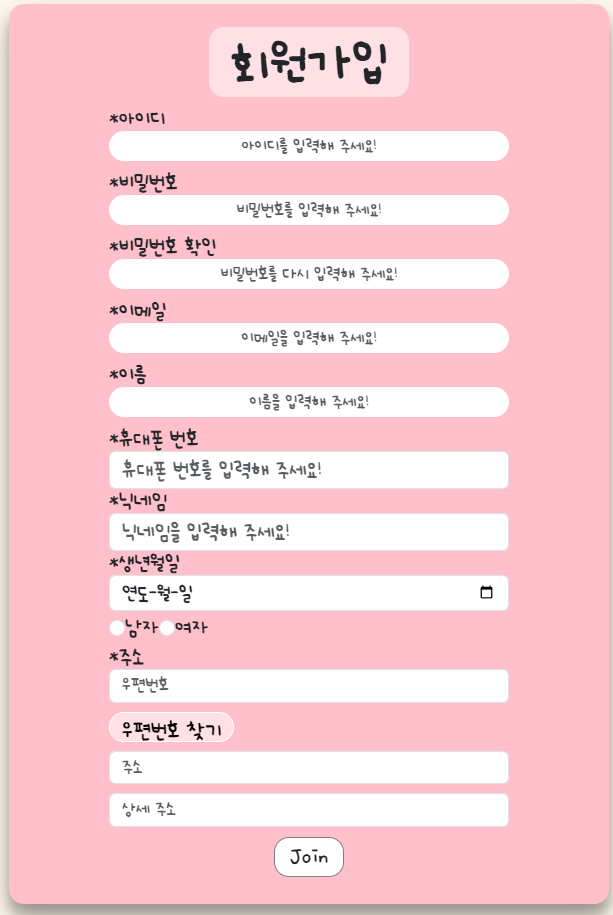 회원가입
*아이디
아이디를 입력해 주세요!
*비밀번호
비밀번호를 입력해 주세요!
*비밀번호 확인
비밀번호를 다시 입력해 주세요!
*이메일
이메일을 입력해 주세요!
*이름
이름을 입력해 주세요!
*휴대폰 번호
휴대폰 번호를 입력해 주세요!
*닉네임
닉네임을 입력해 주세요!
*생년월일
연도-월-일
남자 여자
*주소
우편번호
우편번호 찾기
주소
상세 주소
Join